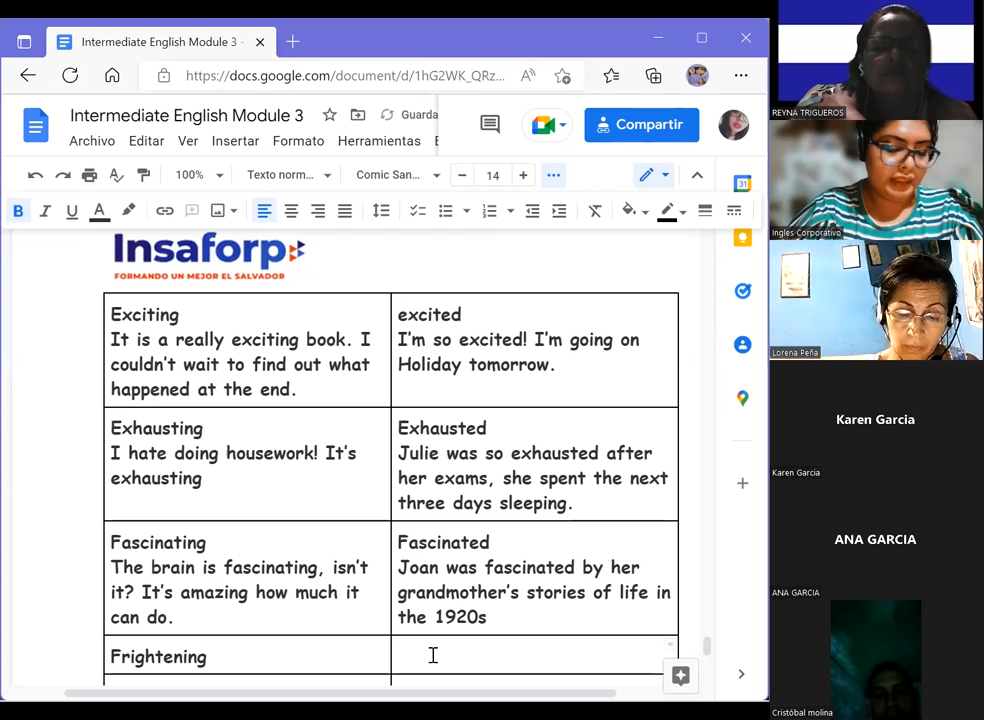 Intermediate English Module 3 -
https://docs.google.com/document/d/1hG2WK_QRz...
Intermediate English Module 3
Guarda
Archivo Editar Ver Insertar Formato Herramientas E
Compartir
100% Texto norm... Comic San... 14
Insaforp
FORMANDO UN MEJOR EL SALVADOR
Exciting
It is a really exciting book. I
couldn't wait to find out what
happened at the end.
excited
I'm so excited! I'm going on
Holiday tomorrow.
Exhausting
I hate doing housework! It's
exhausting
Exhausted
Julie was so exhausted after
her exams, she spent the next
three days sleeping.
Fascinating
The brain is fascinating, isn't
it? It's amazing how much it
can do.
Fascinated
Joan was fascinated by her
grandmother's stories of life in
the 1920s
Frightening
31
REYNA TRIGUEROS
Ingles Corporativo
Lorena Peña
Karen Garcia
Karen Garcia
ANA GARCIA
ANA GARCIA
Cristóbal molina